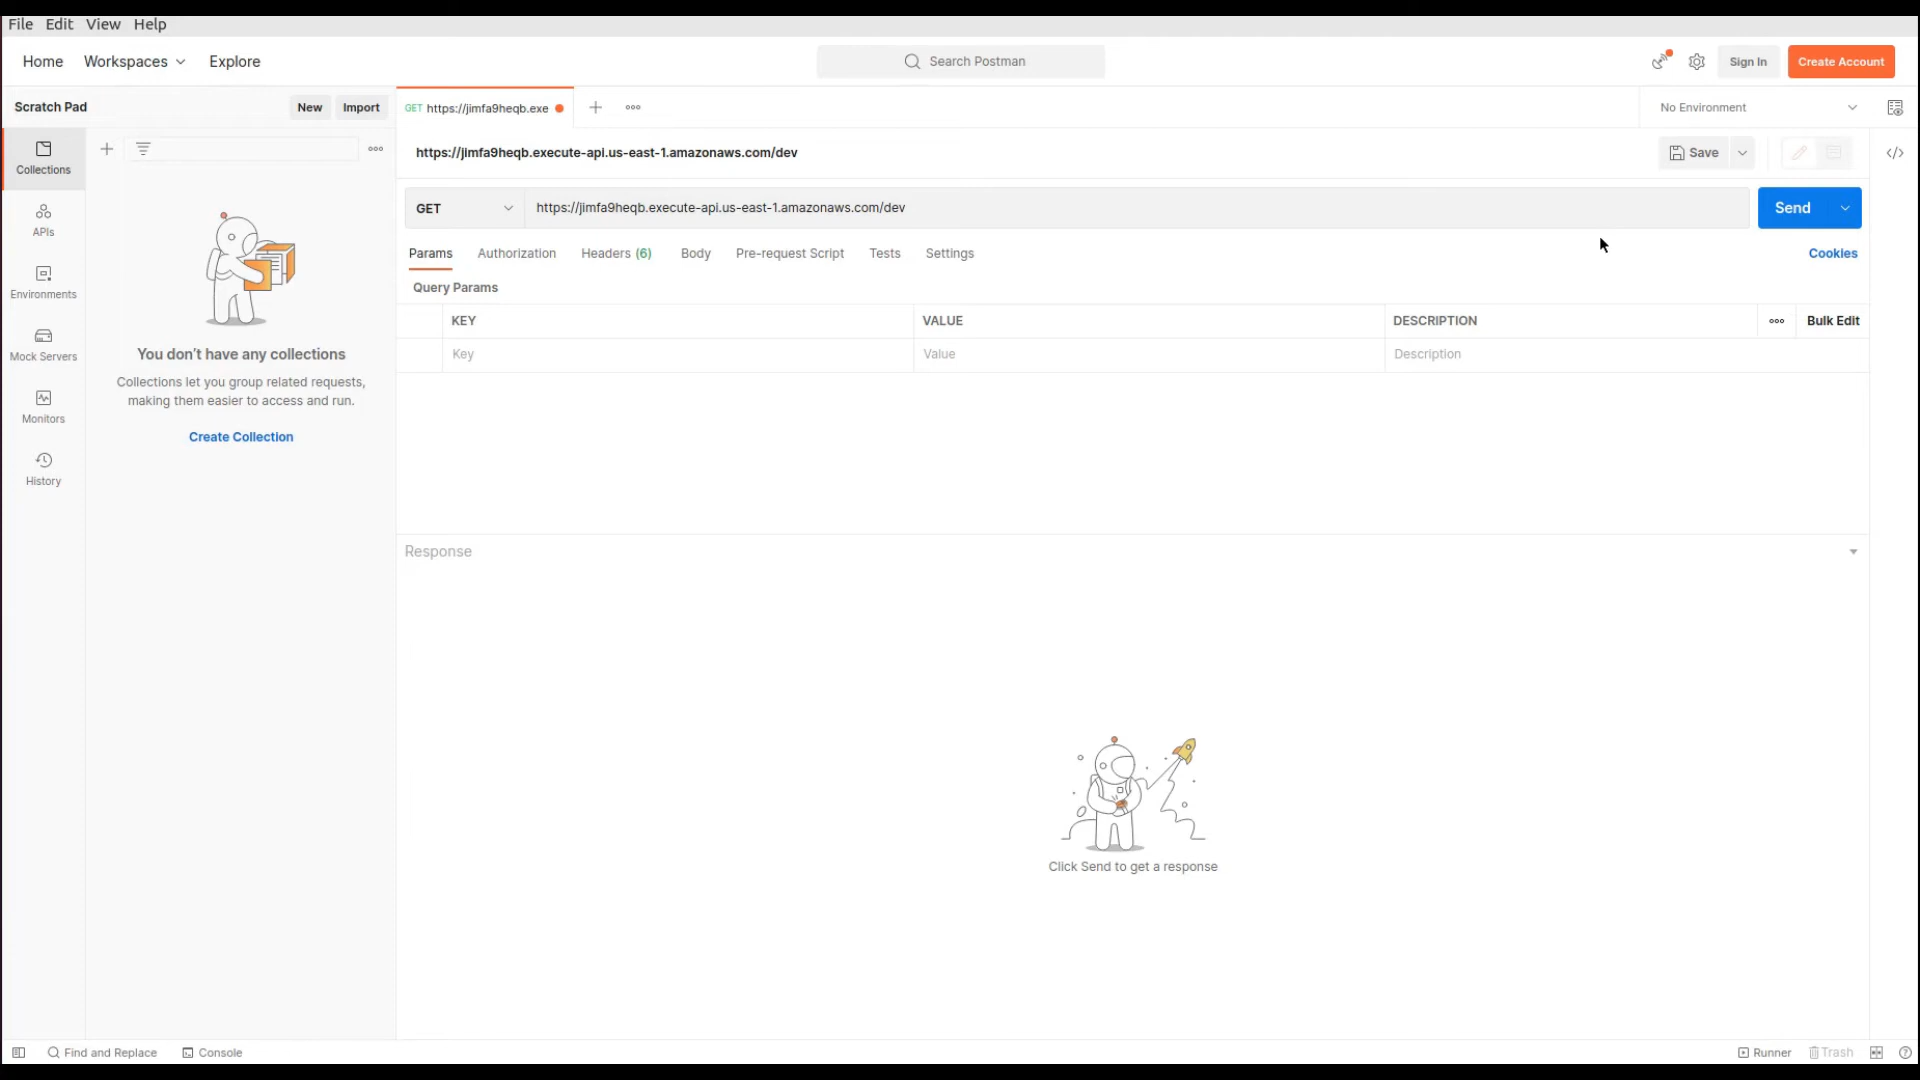 File Edit View Help
Home Workspaces Explore
Search Postman
Sign In Create Account
Scratch Pad New Import
GET https://jimfa9heqb.exe
No Environment
Collections
APIs
Environments
Mock Servers
Monitors
History
You don't have any collections
Collections let you group related requests,
making them easier to access and run.
Create Collection
https://jimfa9heqb.execute-api.us-east-1.amazonaws.com/dev
Save
GET https://jimfa9heqb.execute-api.us-east-1.amazonaws.com/dev Send
Params Authorization Headers (6) Body Pre-request Script Tests Settings Cookies
Query Params
KEY VALUE DESCRIPTION Bulk Edit
Key Value Description
Response
Click Send to get a response
Find and Replace Console Runner Trash